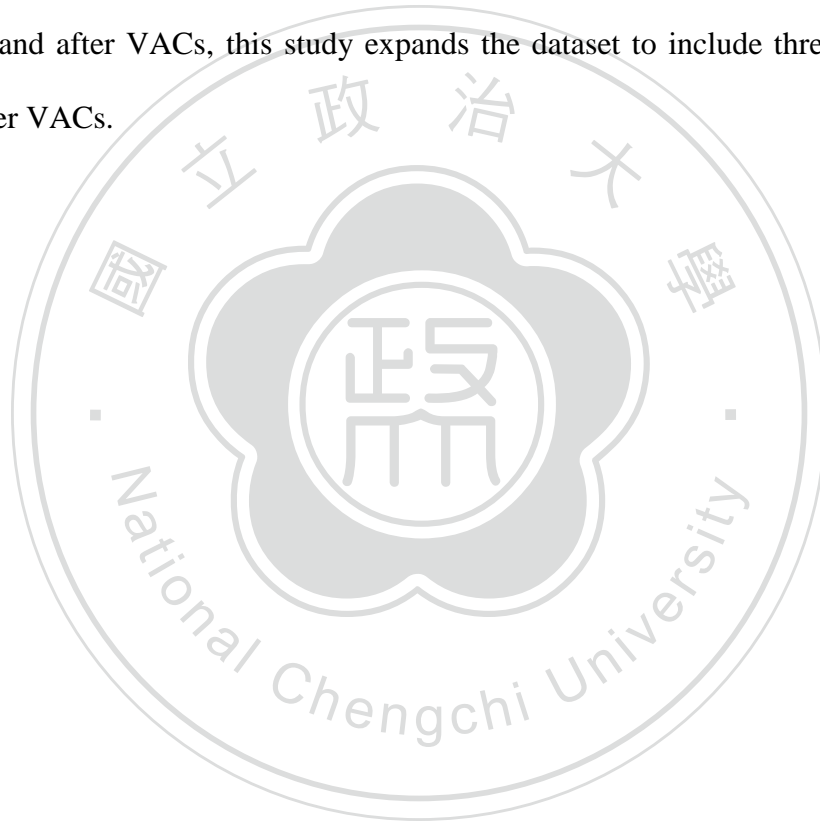 and after VACs, this study expands the dataset to include thre
er VACs.
國立政治大學
政
National Chengchi University